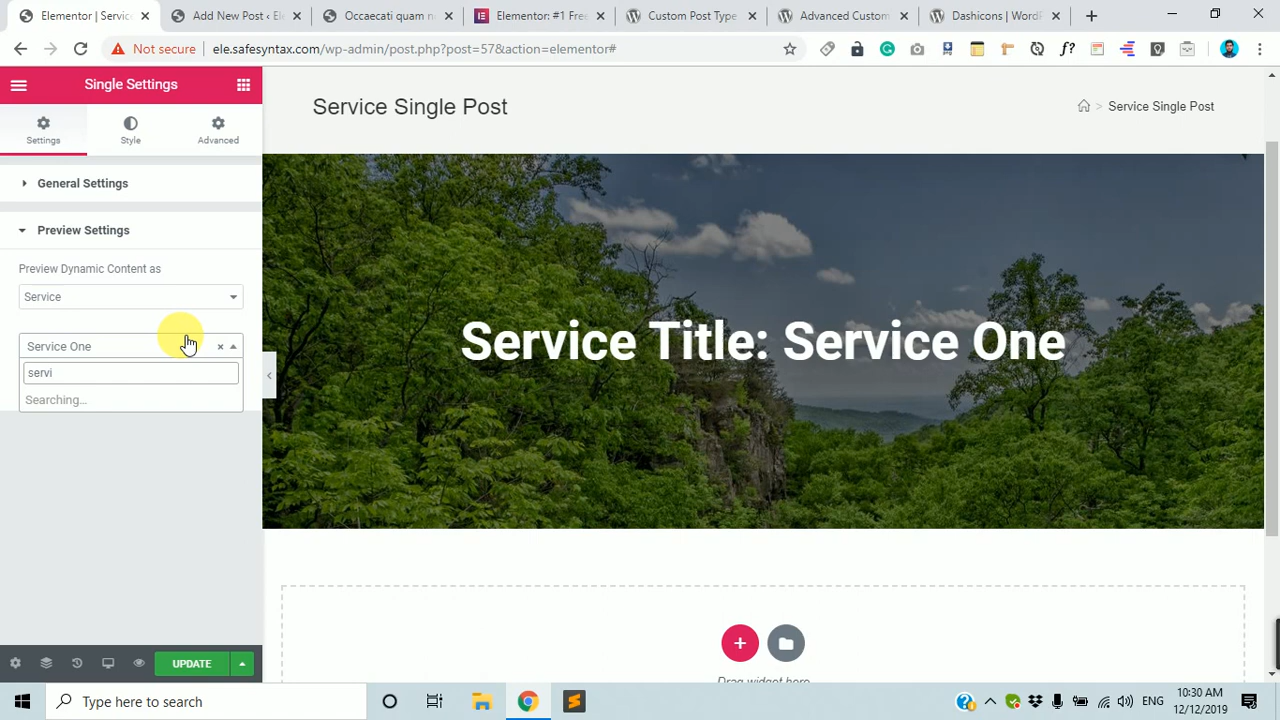 Elementor | Servic
Add New Post ‹ Ele
Occaecati quam n
Elementor: #1 Free
Custom Post Type
Advanced Custom
Dashicons | WordP
Not secure
ele.safesyntax.com/wp-admin/post.php?post=57&action=elementor#
Single Settings
Settings
Style
Advanced
General Settings
Preview Settings
Preview Dynamic Content as
Service
Service One
servi
Searching...
UPDATE
Service Single Post
> Service Single Post
Service Title: Service One
Drag widget here
Type here to search
ENG
10:30 AM
12/12/2019